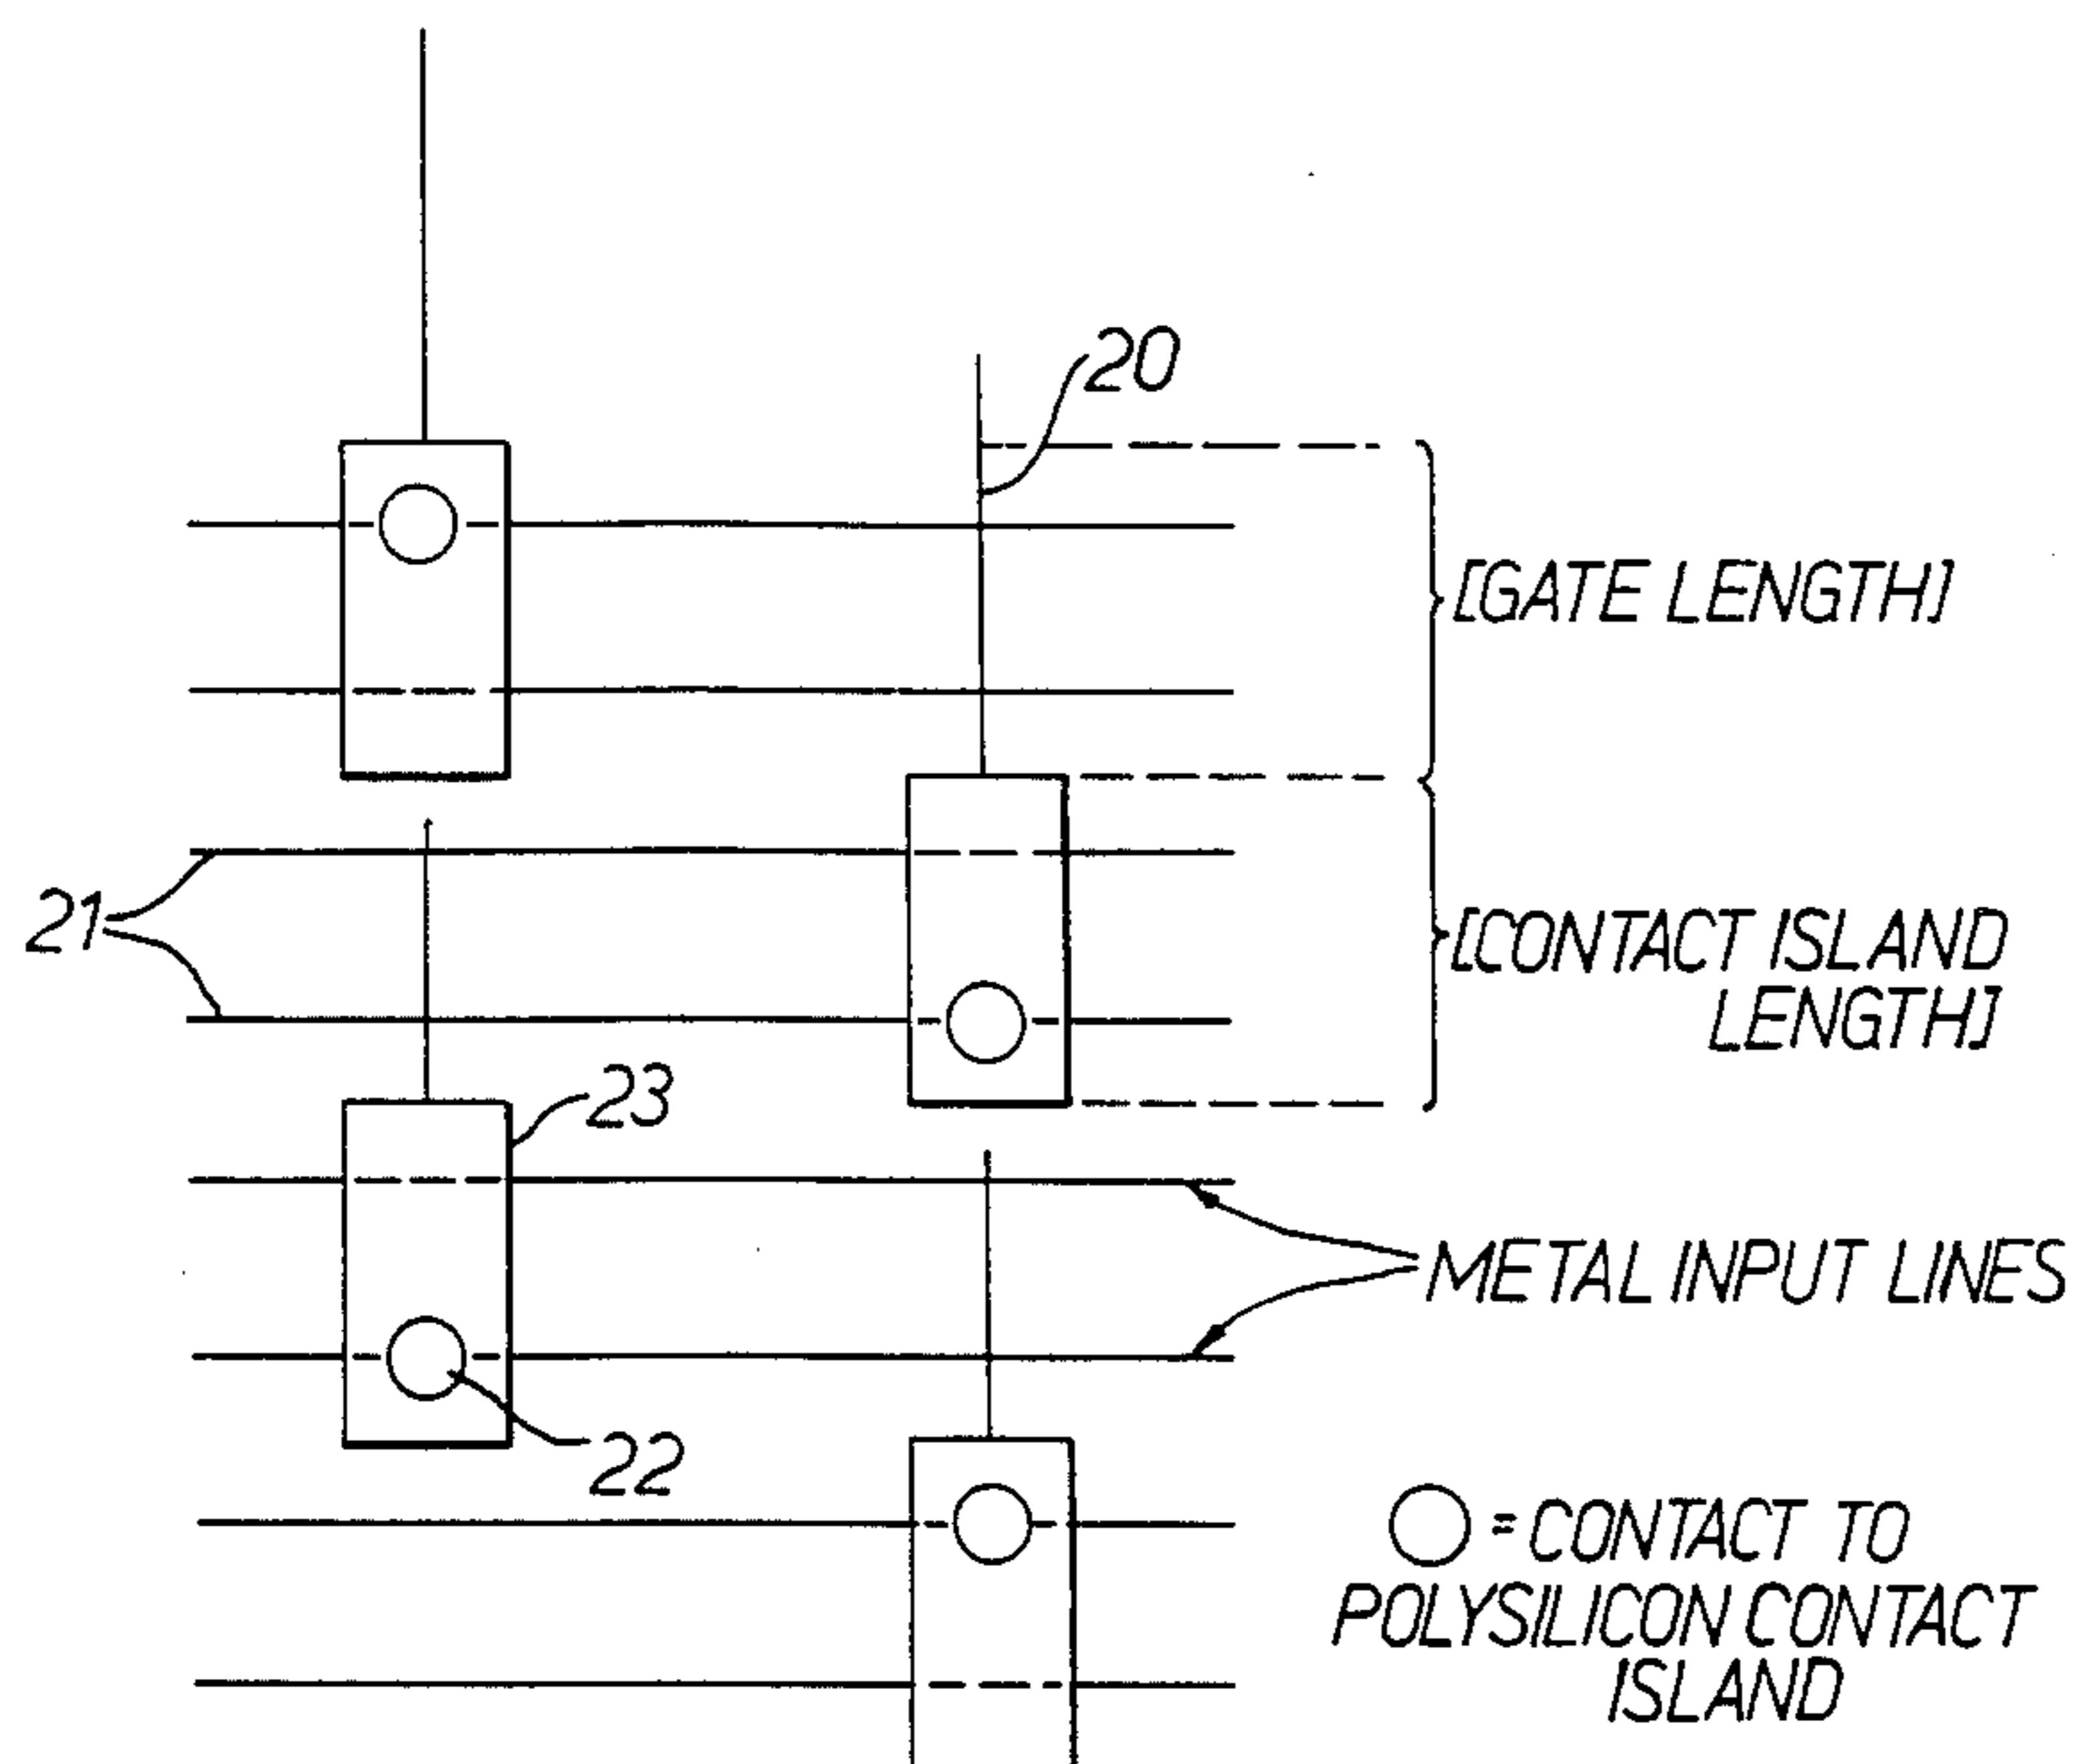 20
[GATE LENGTH]
21
[CONTACT ISLAND
LENGTH]
23
METAL INPUT LINES
22
= CONTACT TO
POLYSILICON CONTACT
ISLAND